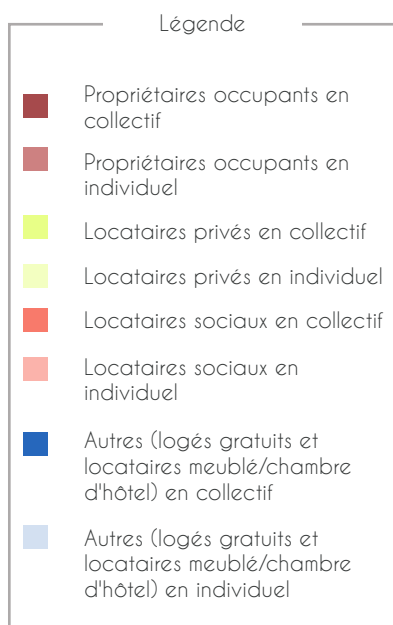 Légende
Propriétaires occupants en
collectif
Propriétaires occupants en
individuel
Locataires privés en collectif
Locataires privés en individuel
Locataires sociaux en collectif
Locataires sociaux en
individuel
Autres (logés gratuits et
locataires meublé/chambre
d'hôtel) en collectif
Autres (logés gratuits et
locataires meublé/chambre
d'hôtel) en individuel